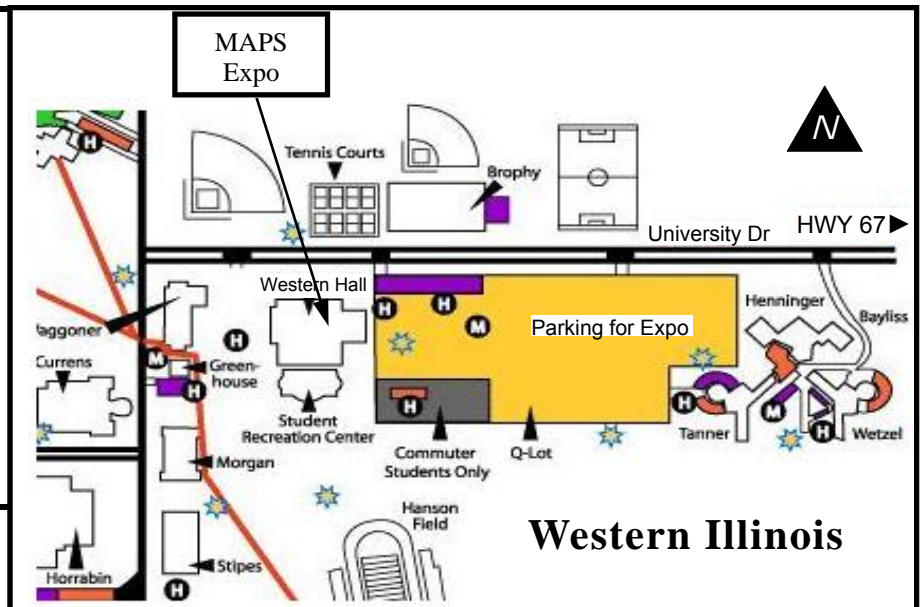 MAPS
Expo
N
H
Tennis Courts
Brophy
University Dr
HWY 67
Western Hall
Henninger
Bayliss
H
H
M
Parking for Expo
aggoner
H
Currens
M
Green-
house
H
Student
Recreation Center
H
Commuter
Students Only
Q-Lot
H
Tanner
M
H
Wetzel
Morgan
Hanson
Field
Western Illinois
Stipes
Horrabin
H